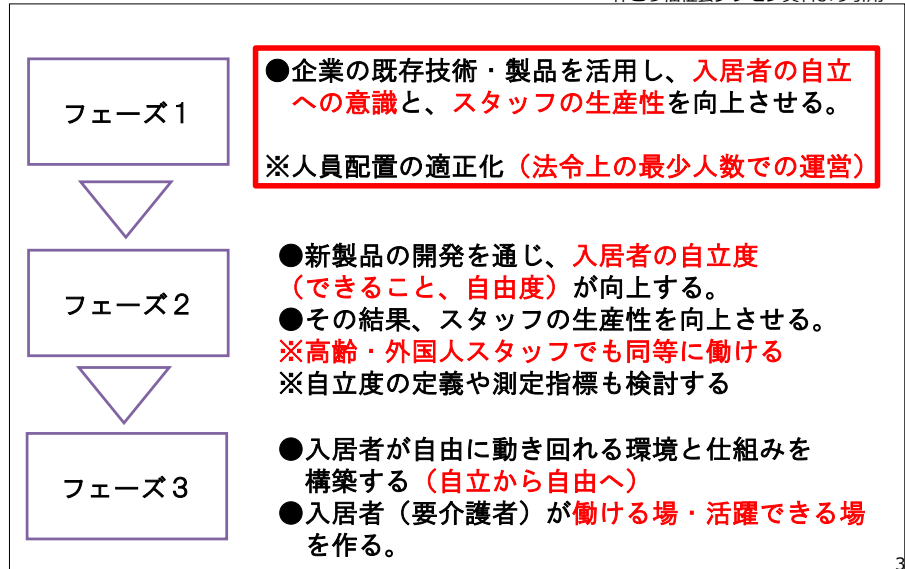 フェーズ1
●企業の既存技術・製品を活用し、入居者の自立
への意識と、スタッフの生産性を向上させる。
※人員配置の適正化（法令上の最少人数での運営）
フェーズ2
●新製品の開発を通じ、入居者の自立度
（できること、自由度）が向上する。
●その結果、スタッフの生産性を向上させる。
※高齢・外国人スタッフでも同等に働ける
※自立度の定義や測定指標も検討する
フェーズ3
●入居者が自由に動き回れる環境と仕組みを
構築する（自立から自由へ）
●入居者（要介護者）が働ける場・活躍できる場
を作る。
3